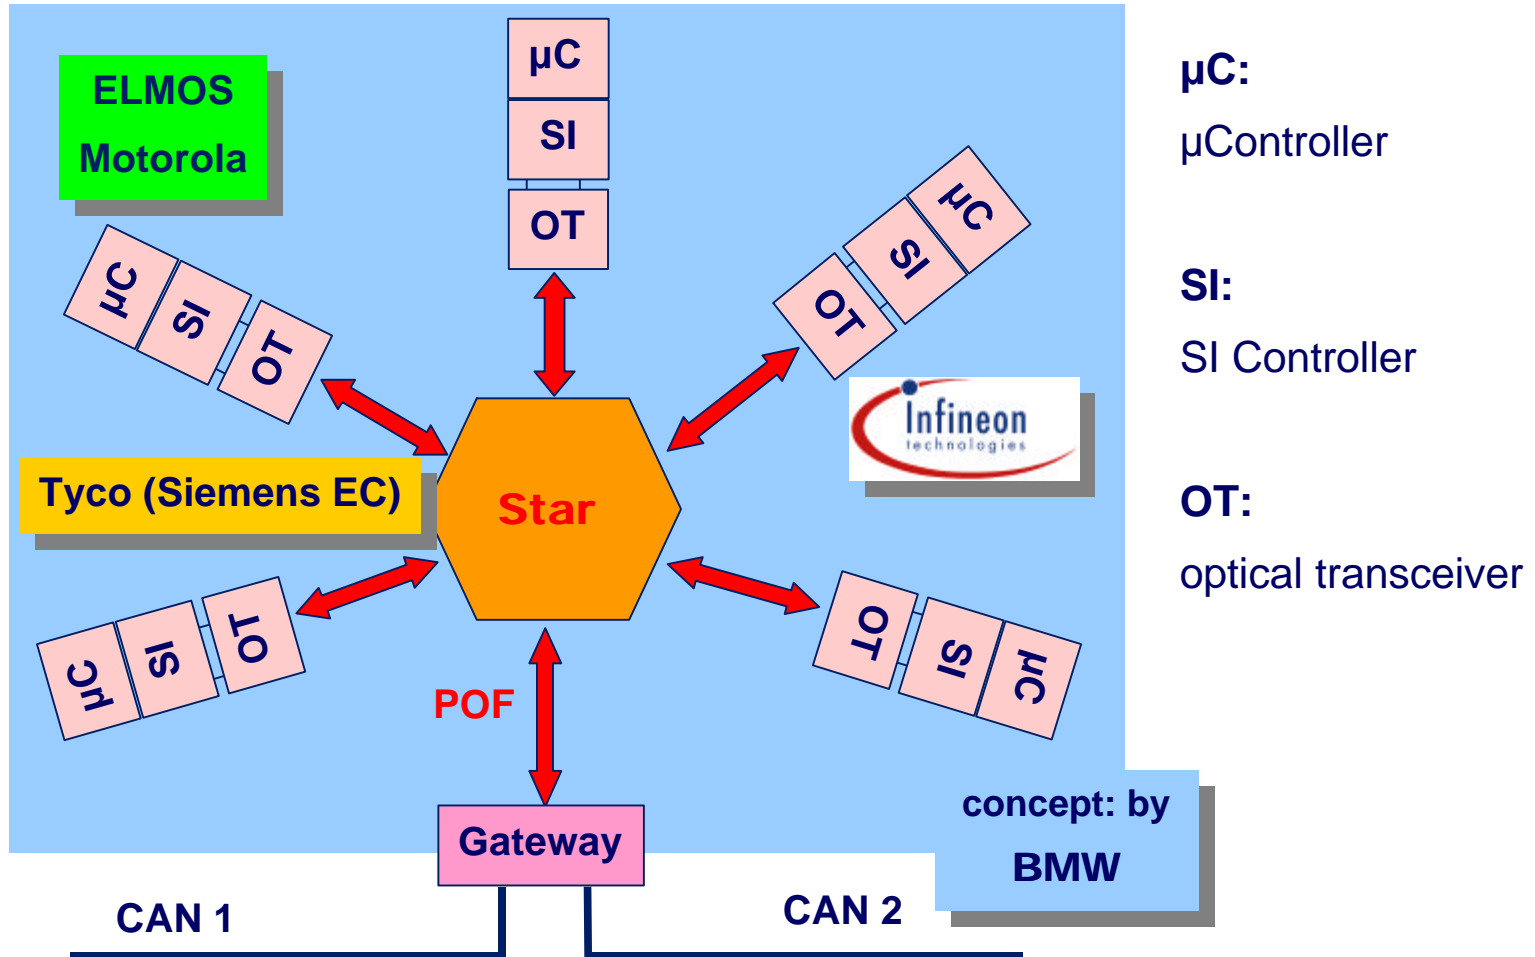 ELMOS
Motorola
µC
SI
OT
µC
SI
OT
µC
SI
OT
Infineon
technologies
Tyco (Siemens EC)
Star
µC
SI
OT
OT
SI
µC
POF
Gateway
concept: by
BMW
CAN 1
CAN 2
µC:
µController
SI:
SI Controller
OT:
optical transceiver